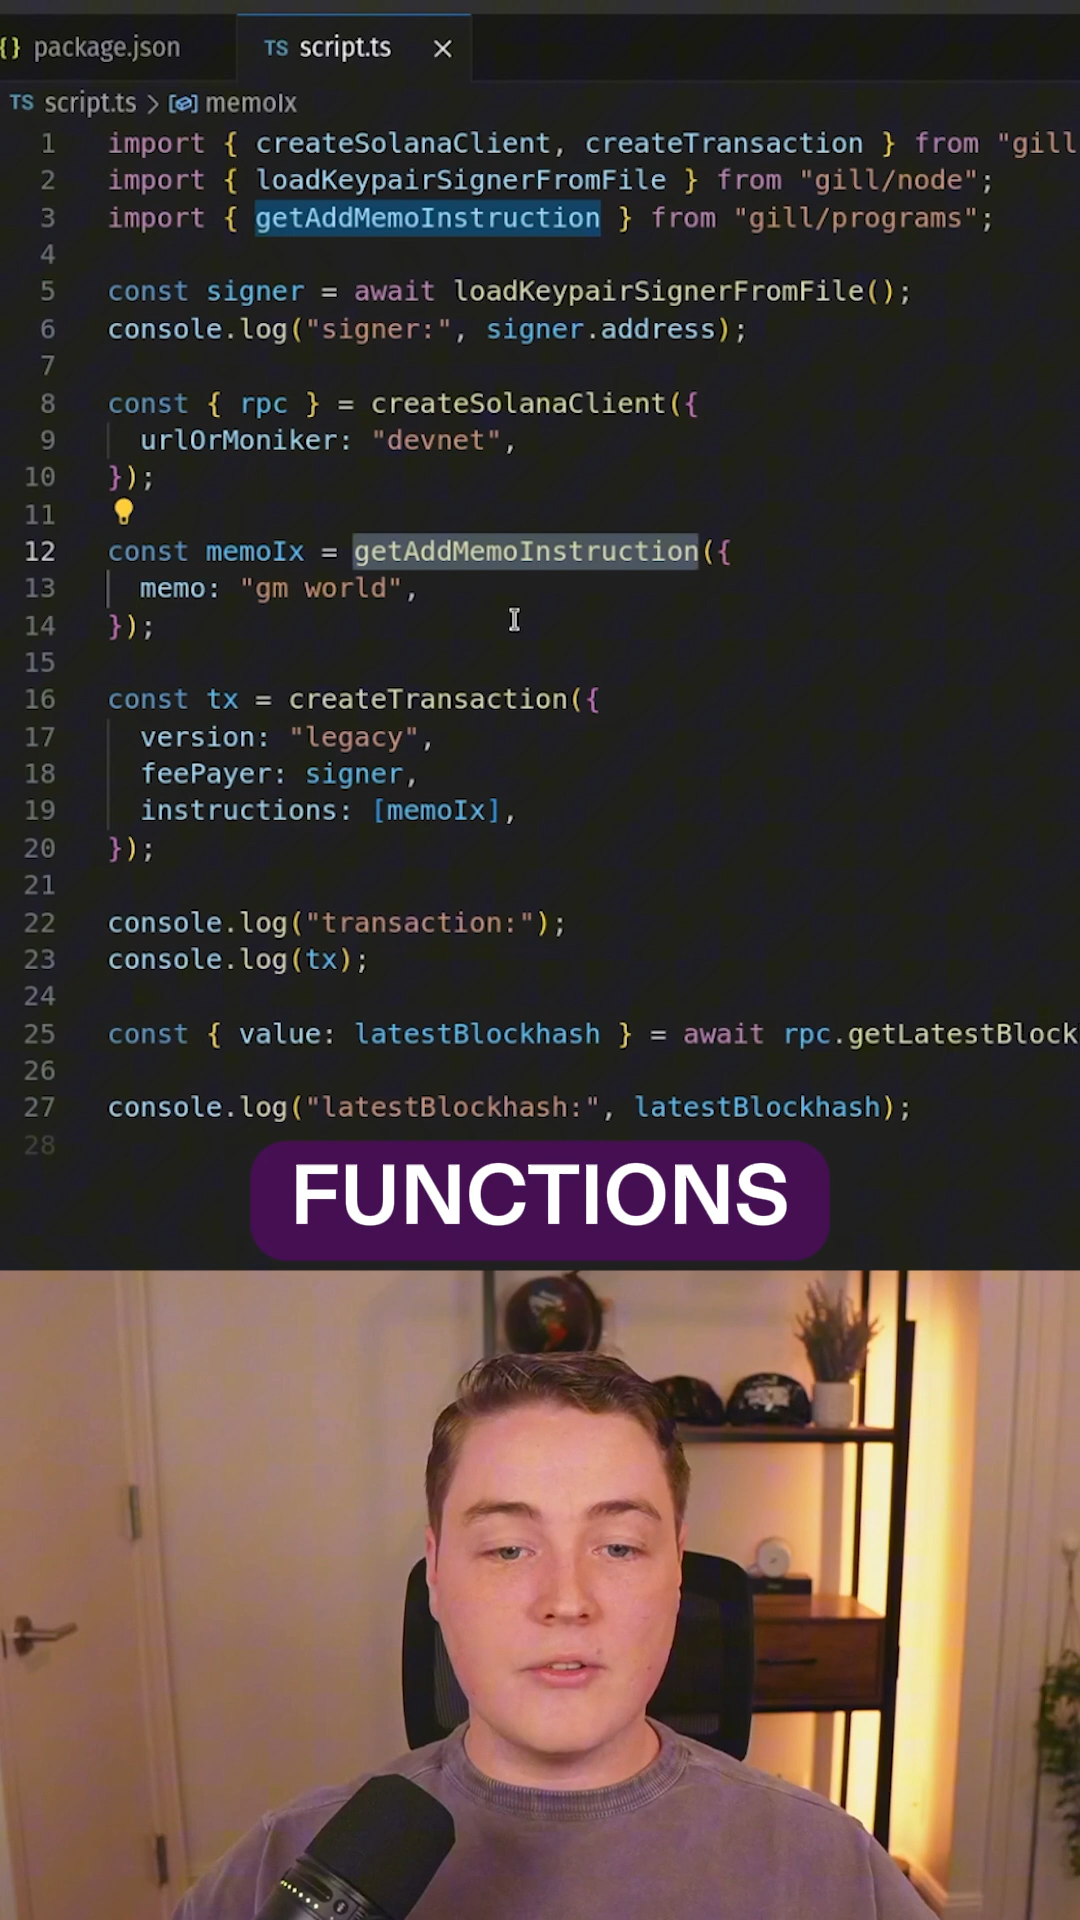 {} package.json TS script.ts ×
TS script.ts > memoIx
1 import { createSolanaClient, createTransaction } from "gill
2 import { loadKeypairSignerFromFile } from "gill/node";
3 import { getAddMemoInstruction } from "gill/programs";
4
5 const signer = await loadKeypairSignerFromFile();
6 console.log("signer:", signer.address);
7
8 const { rpc } = createSolanaClient({
9 urlOrMoniker: "devnet",
10 });
11
12 const memoIx = getAddMemoInstruction({
13 memo: "gm world",
14 });
15
16 const tx = createTransaction({
17 version: "legacy",
18 feePayer: signer,
19 instructions: [memoIx],
20 });
21
22 console.log("transaction:");
23 console.log(tx);
24
25 const { value: latestBlockhash } = await rpc.getLatestBlock
26
27 console.log("latestBlockhash:", latestBlockhash);
28
FUNCTIONS